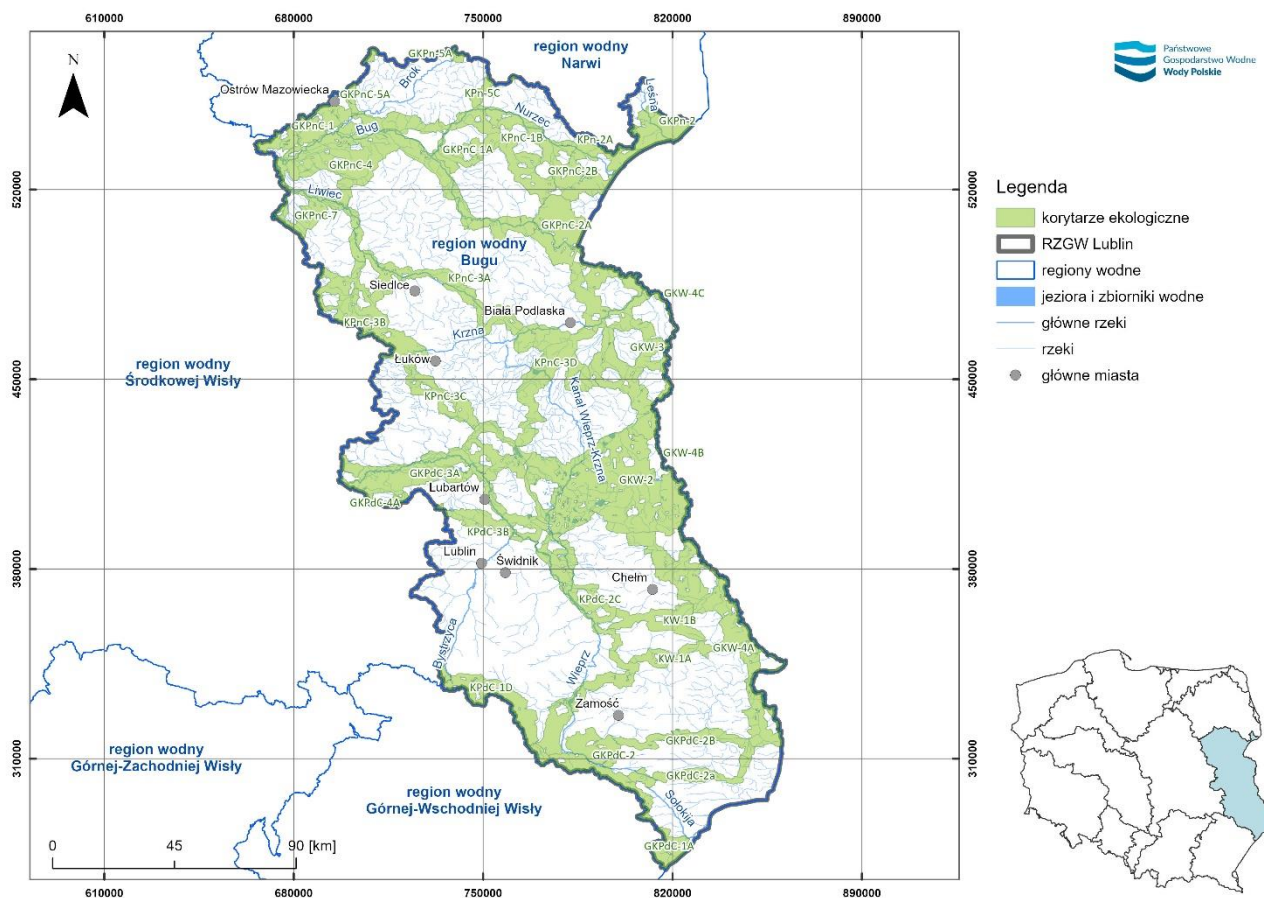 610000 680000 750000 820000 890000
region wodny
Narwi
N
Państwowe
Gospodarstwo Wodne
Wody Polskie
GKPn-5A
Brok
Ostrów Mazowiecka
GKPnC-5A
KPn-5C
Leśna
GKPnC-1
Bug
Nurzec
GKPn-2
KPnC-1B
KPn-2A
GKPnC-1A
GKPnC-4
GKPnC-2B
520000 520000
Liwiec
Legenda
korytarze ekologiczne
RZGW Lublin
regiony wodne
jeziora i zbiorniki wodne
główne rzeki
rzeki
główne miasta
GKPnC-7
GKPnC-2A
region wodny
Bugu
KPnC-3A
Siedlce
GKW-4C
Biała Podlaska
KPnC-3B
Krzna
GKW-3
Łuków
KPnC-3D
region wodny
Środkowej Wisły
450000 450000
KPnC-3C
Kanał Wieprz-Krzna
GKW-4B
GKPdC-3A
GKW-2
Lubartów
GKPdC-4A
KPdC-3B
Lublin
Świdnik
380000 380000
Chełm
KPdC-2C
KW-1B
Bystrzyca
GKW-4A
KW-1A
Wieprz
KPdC-1D
Zamość
GKPdC-2B
region wodny
Górnej-Zachodniej Wisły
GKPdC-2
310000 310000
GKPdC-2a
region wodny
Górnej-Wschodniej Wisły
Sołokija
GKPdC-1A
0 45 90 [km]
610000 680000 750000 820000 890000